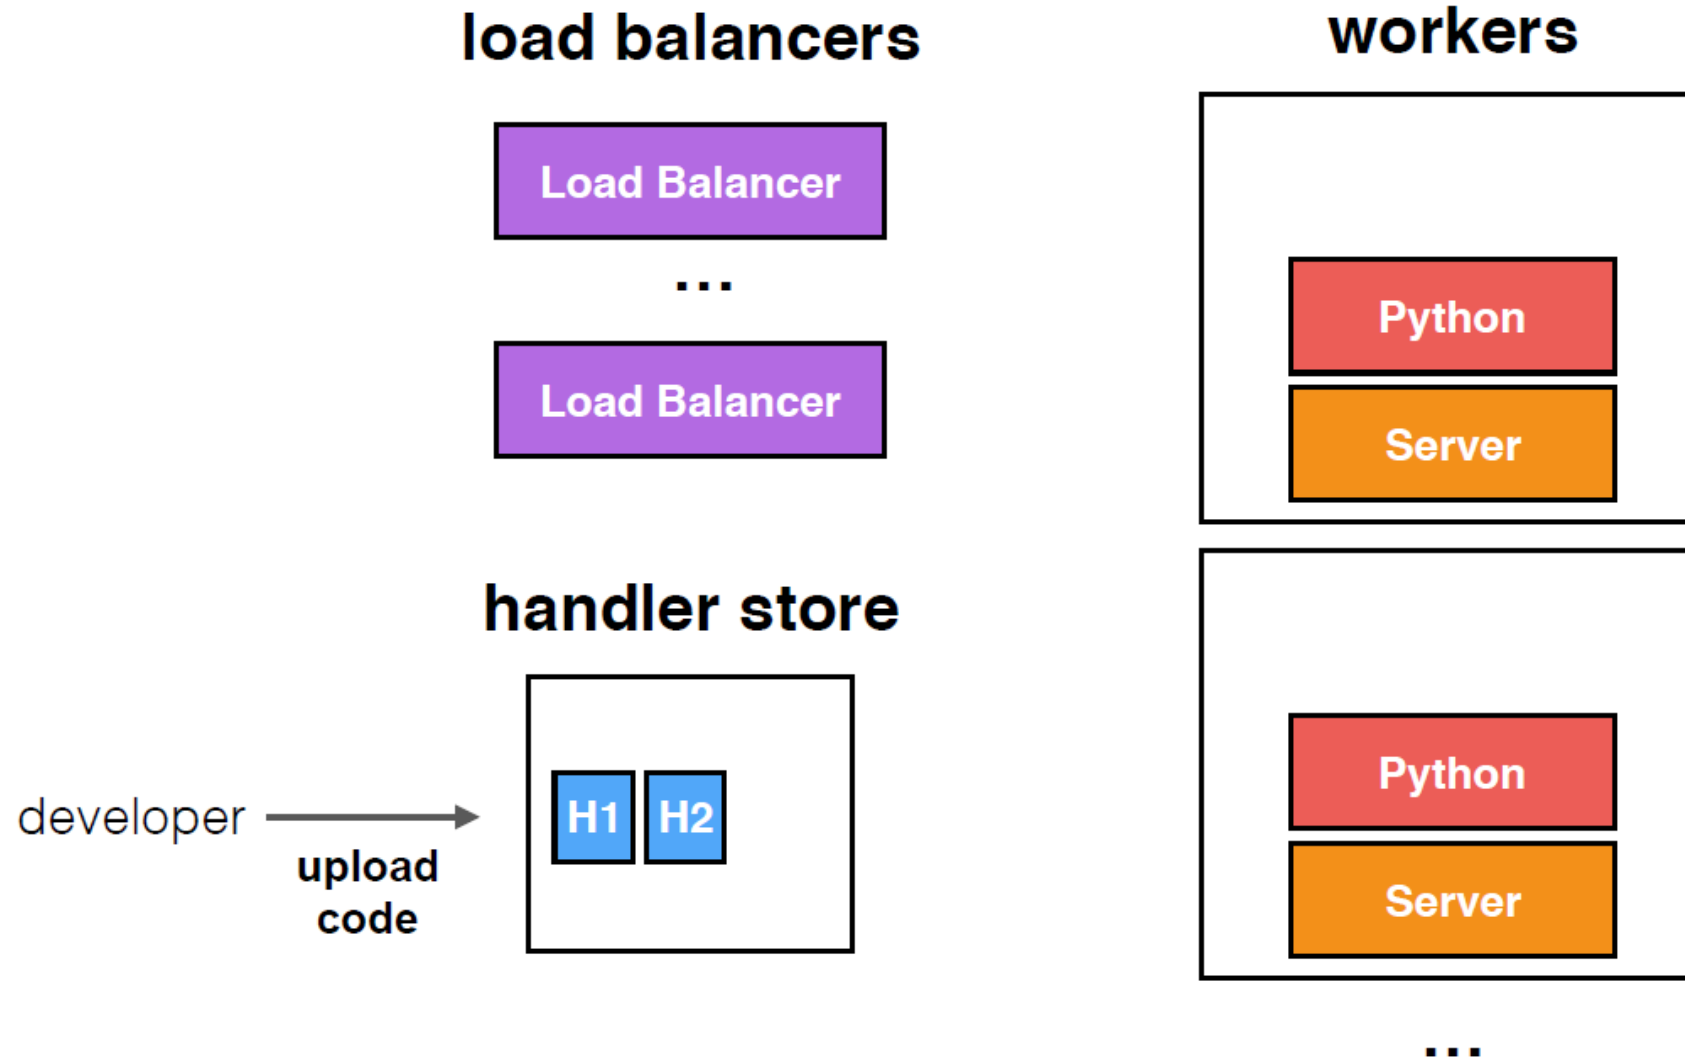 load balancers
Load Balancer
...
Load Balancer
handler store
H1 H2
developer
upload
code
workers
Python
Server
Python
Server
...